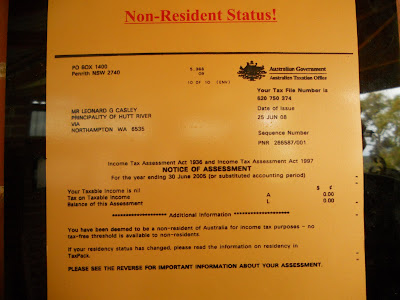 Non-Resident Status!
PO BOX 1400
Penrith NSW 2740
Australian Government
Australian Taxation Office
Your Tax File Number is
MR LEONARD G CASLEY
PRINCIPALITY OF HUTT RIVER
VIA
NORTHAMPTON WA 6535
Date of Issue
25 JUN 08
Sequence Number
PNR 266587/001
Income Tax Assessment Act 1936 and Income Tax Assessment Act 1997
NOTICE OF ASSESSMENT
For the year ended 30 June 2005 (or substituted accounting period)
$ ¢
Your Taxable Income is nil
Tax on Taxable Income A 0.00
Balance of this Assessment L 0.00
Additional Information
You have been deemed to be a non-resident of Australia for income tax purposes - no
tax-free threshold is available to non-residents.
If your residency status has changed, please read the information on residency in
TaxPack.
PLEASE SEE THE REVERSE FOR IMPORTANT INFORMATION ABOUT YOUR ASSESSMENT.